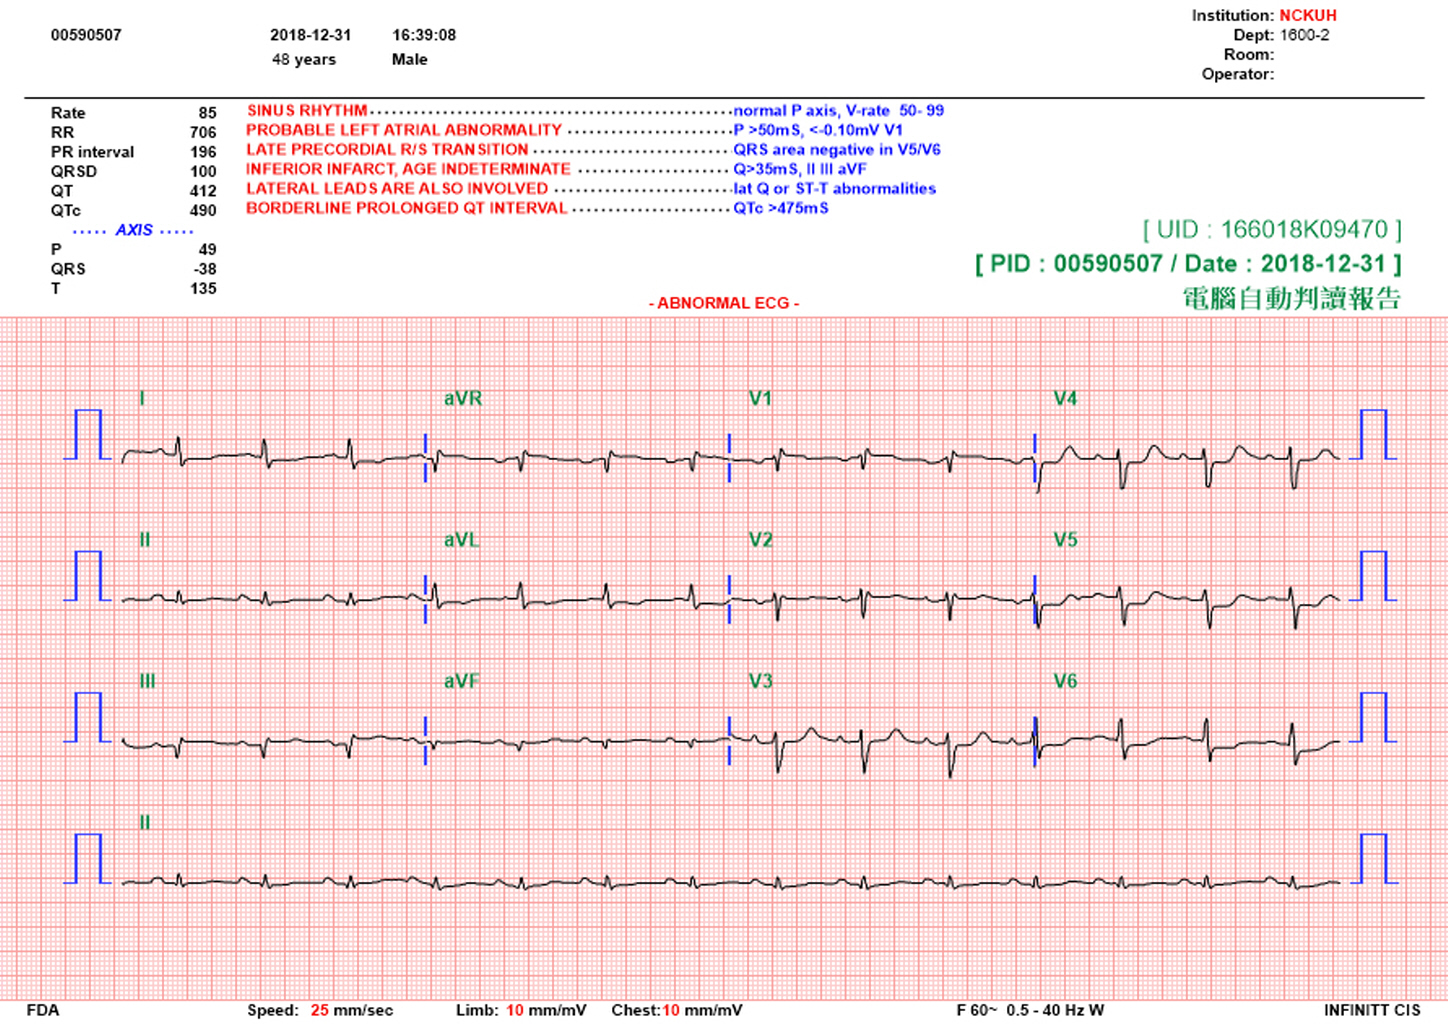 Institution: NCKUH
00590507 2018-12-31 16:39:08 Dept: 1600-2
48 years Male Room:
Operator:
Rate 85 SINUS RHYTHM normal P axis, V-rate 50- 99
RR 706 PROBABLE LEFT ATRIAL ABNORMALITY P >50mS, <-0.10mV V1
PR interval 196 LATE PRECORDIAL R/S TRANSITION QRS area negative in V5/V6
QRSD 100 INFERIOR INFARCT, AGE INDETERMINATE Q>35mS, II III aVF
QT 412 LATERAL LEADS ARE ALSO INVOLVED lat Q or ST-T abnormalities
QTc 490 BORDERLINE PROLONGED QT INTERVAL QTc >475mS
..... AXIS ..... [ UID : 166018K09470 ]
P 49
QRS -38 [ PID : 00590507 / Date : 2018-12-31 ]
T 135 電腦自動判讀報告
- ABNORMAL ECG -
I aVR V1 V4
II aVL V2 V5
III aVF V3 V6
II
FDA Speed: 25 mm/sec Limb: 10 mm/mV Chest:10 mm/mV F 60~ 0.5 - 40 Hz W INFINITT CIS